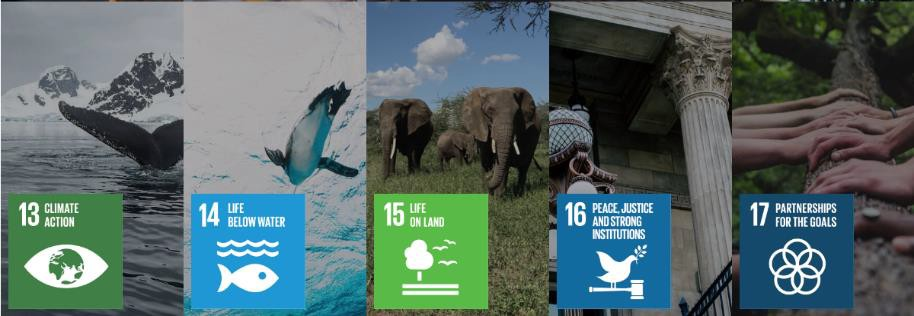 13 CLIMATE
ACTION
14 LIFE
BELOW WATER
15 LIFE
ON LAND
16 PEACE, JUSTICE
AND STRONG
INSTITUTIONS
17 PARTNERSHIPS
FOR THE GOALS